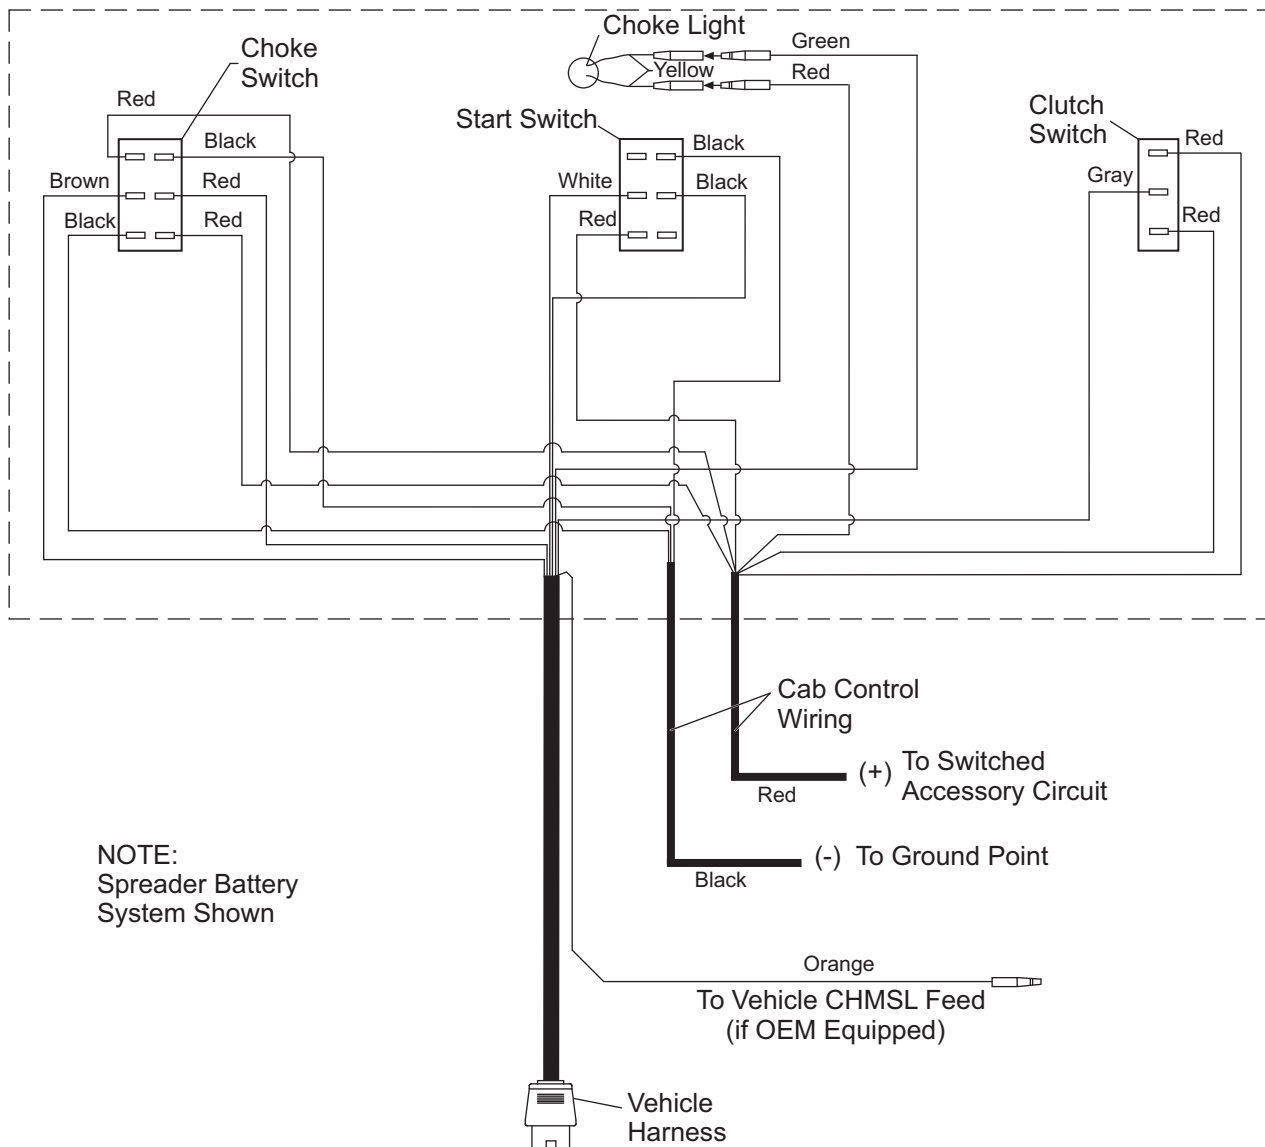 Choke Light
Green
Choke
Switch
Yellow
Red
Red
Clutch
Switch
Start Switch
Black
Black
Red
Brown
Red
White
Black
Gray
Black
Red
Red
Red
Cab Control
Wiring
(+) To Switched
Accessory Circuit
Red
NOTE:
Spreader Battery
System Shown
(-) To Ground Point
Black
Orange
To Vehicle CHMSL Feed
(if OEM Equipped)
Vehicle
Harness